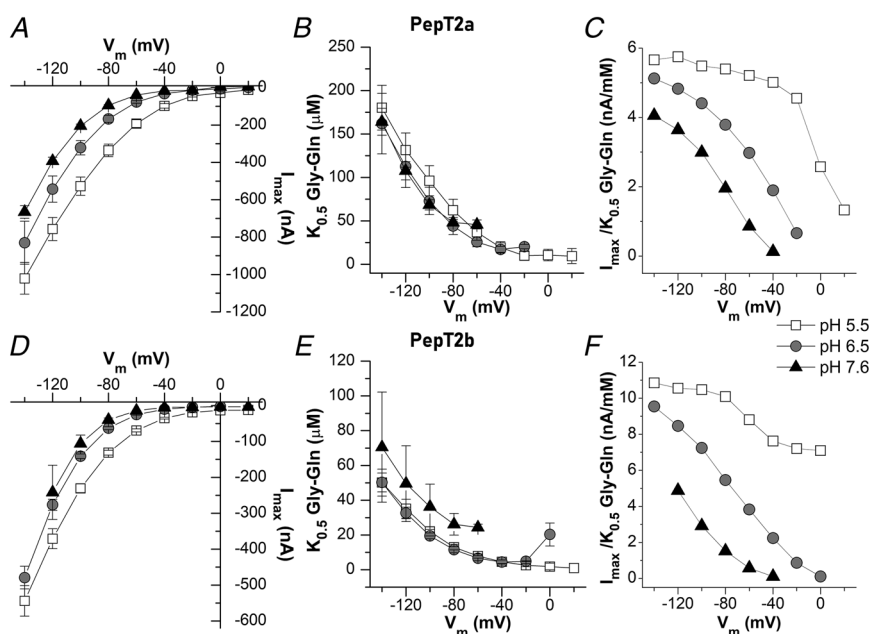 PepT2a
A
V_m (mV)
-120 -80 -40 0
0
-200
-400
-600
-800
-1000
-1200
I_max (nA)
B
250
200
150
100
50
0
K_0.5 Gly-Gln (μM)
-120 -80 -40 0
V_m (mV)
C
6
4
2
0
I_max /K_0.5 Gly-Gln (nA/mM)
-120 -80 -40 0
V_m (mV)
pH 5.5
pH 6.5
pH 7.6
PepT2b
D
V_m (mV)
-120 -80 -40 0
0
-100
-200
-300
-400
-500
-600
I_max (nA)
E
120
100
80
60
40
20
0
K_0.5 Gly-Gln (μM)
-120 -80 -40 0
V_m (mV)
F
12
10
8
6
4
2
0
I_max /K_0.5 Gly-Gln (nA/mM)
-120 -80 -40 0
V_m (mV)